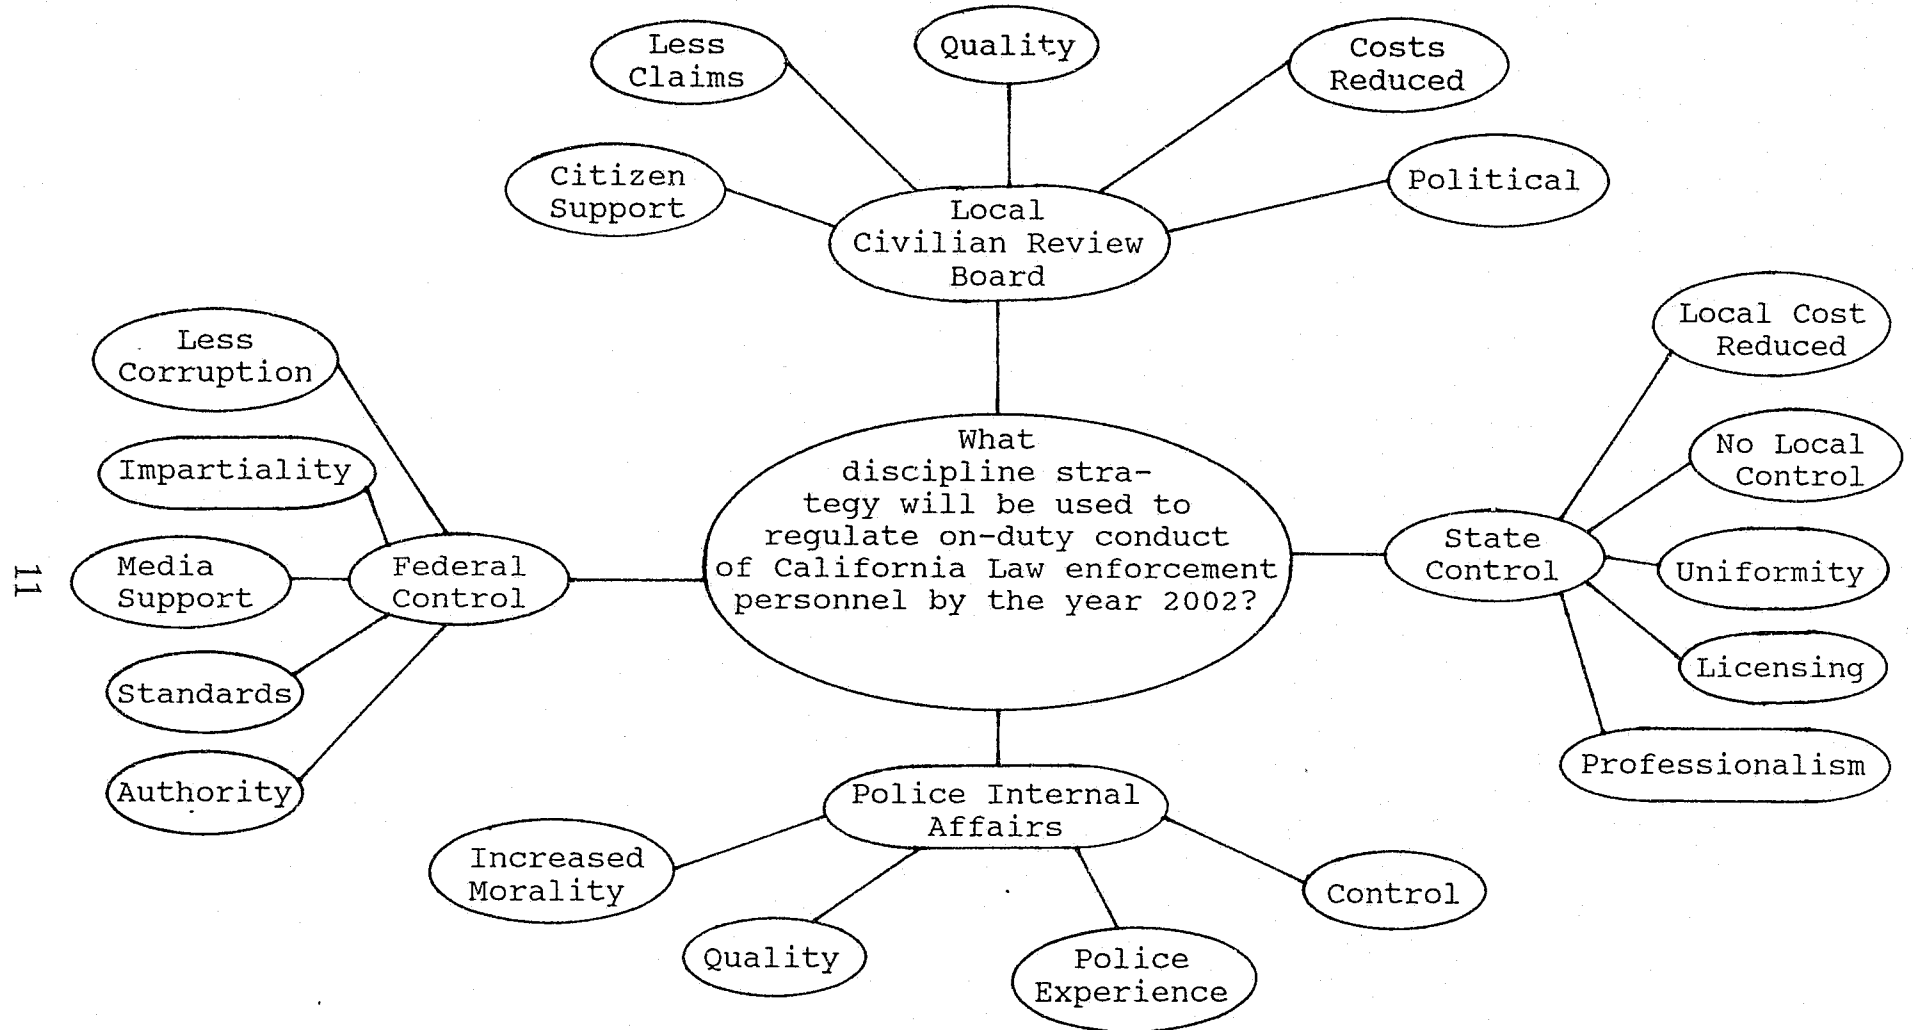 Less
Claims
Quality
Costs
Reduced
Citizen
Support
Political
Local
Civilian Review
Board
Less
Corruption
Impartiality
Media
Support
Standards
Authority
Federal
Control
What
discipline stra-
tegy will be used to
regulate on-duty conduct
of California Law enforcement
personnel by the year 2002?
State
Control
Local Cost
Reduced
No Local
Control
Uniformity
Licensing
Professionalism
Police Internal
Affairs
Increased
Morality
Quality
Police
Experience
Control
11